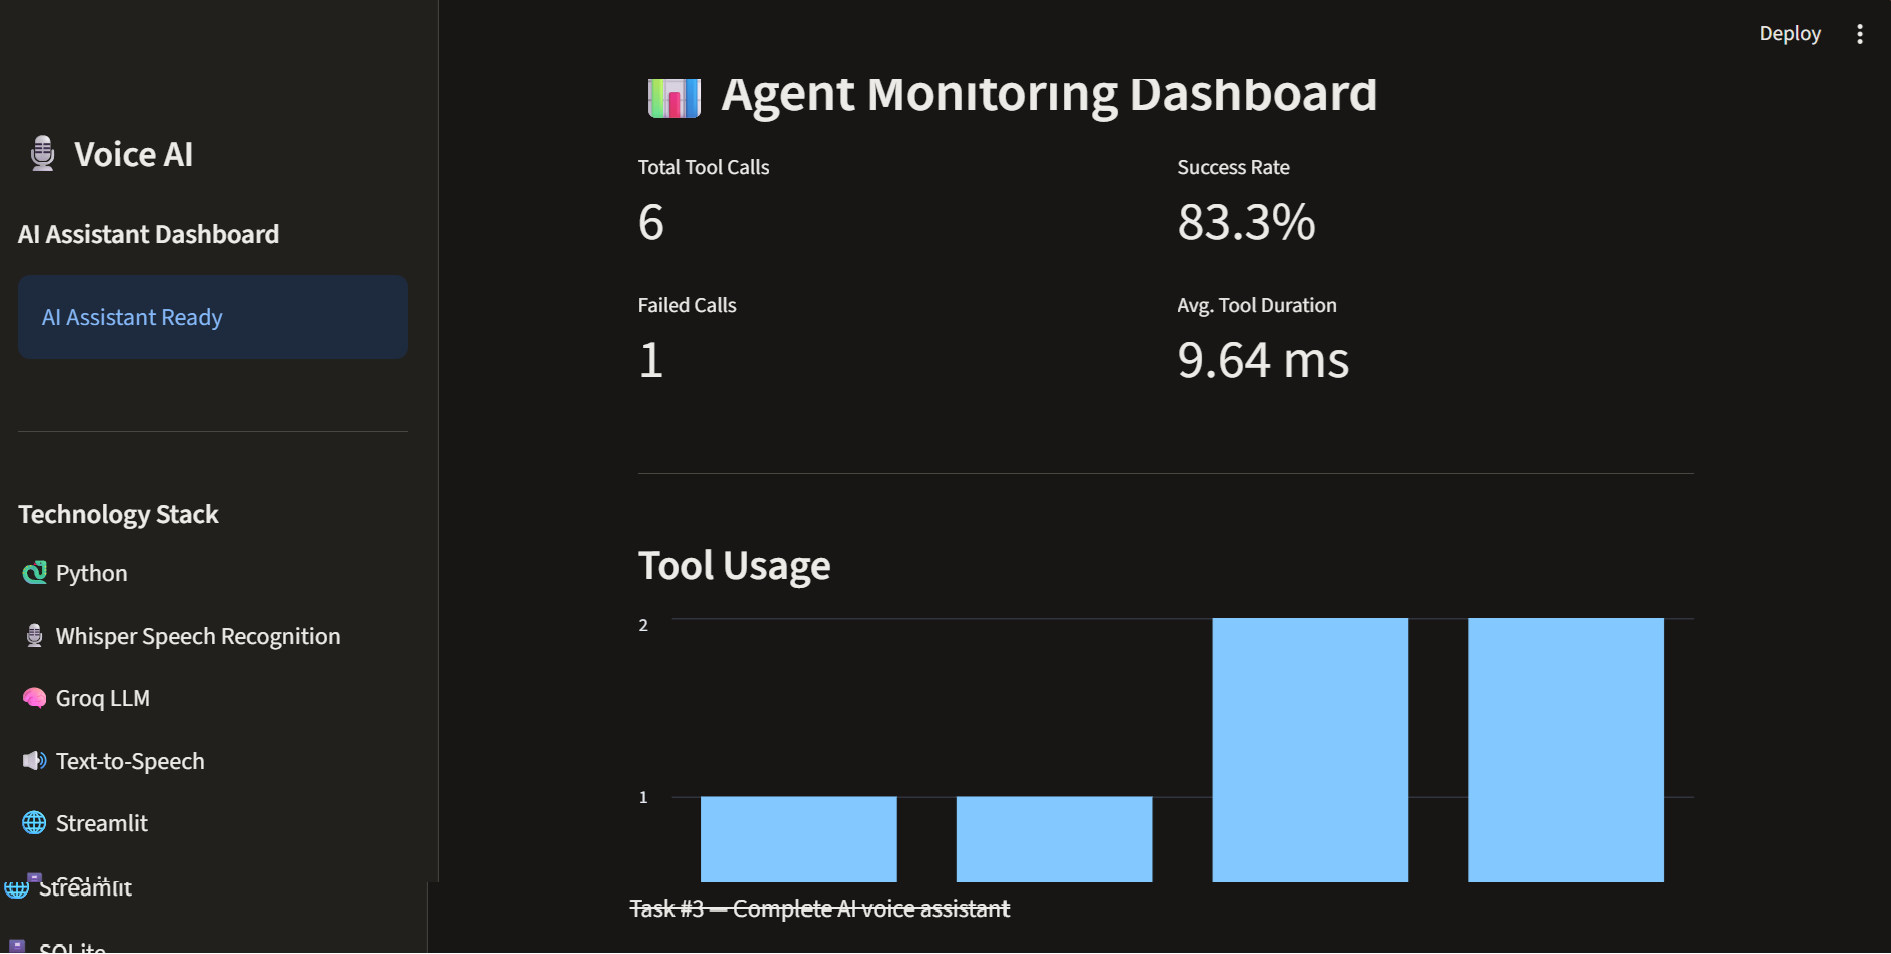 Deploy
Voice AI
AI Assistant Dashboard
AI Assistant Ready
Technology Stack
Python
Whisper Speech Recognition
Groq LLM
Text-to-Speech
Streamlit
SQLite
Streamlit
SQLite
Agent Monitoring Dashboard
Total Tool Calls
6
Success Rate
83.3%
Failed Calls
1
Avg. Tool Duration
9.64 ms
Tool Usage
2
1
Task #3 — Complete AI voice assistant